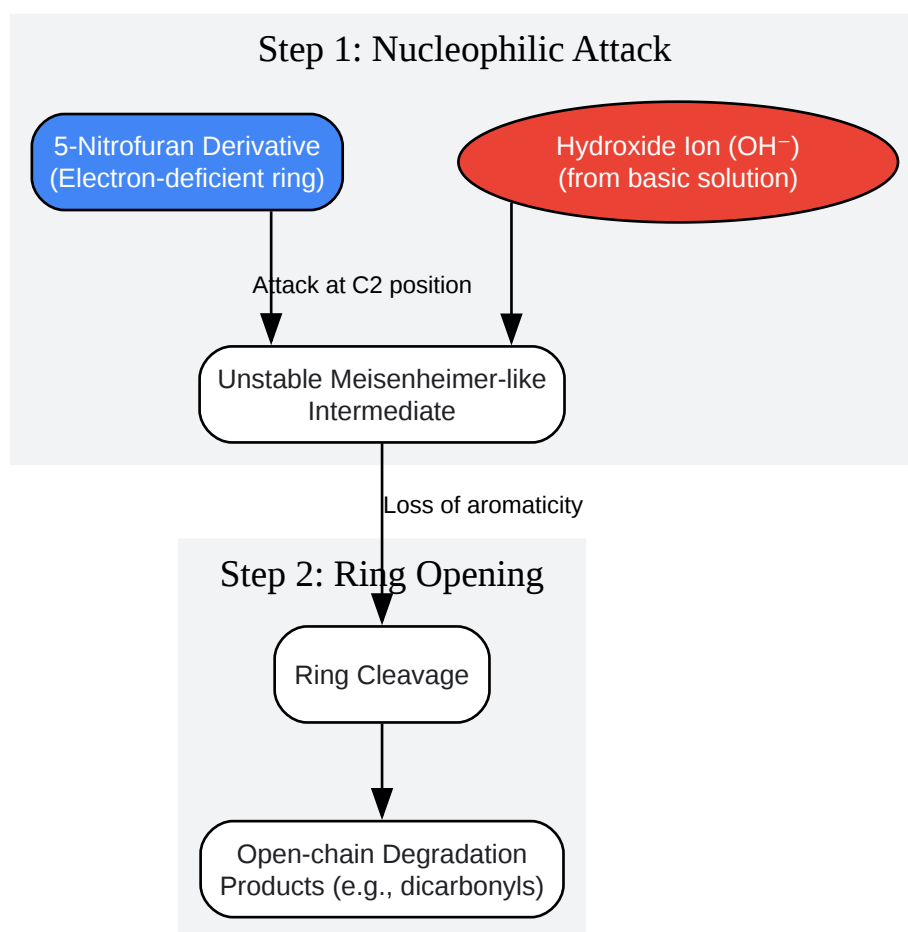 Step 1: Nucleophilic Attack
5-Nitrofuran Derivative
(Electron-deficient ring)
Hydroxide Ion (OH⁻)
(from basic solution)
Attack at C2 position
Unstable Meisenheimer-like
Intermediate
Loss of aromaticity
Step 2: Ring Opening
Ring Cleavage
Open-chain Degradation
Products (e.g., dicarbonyls)